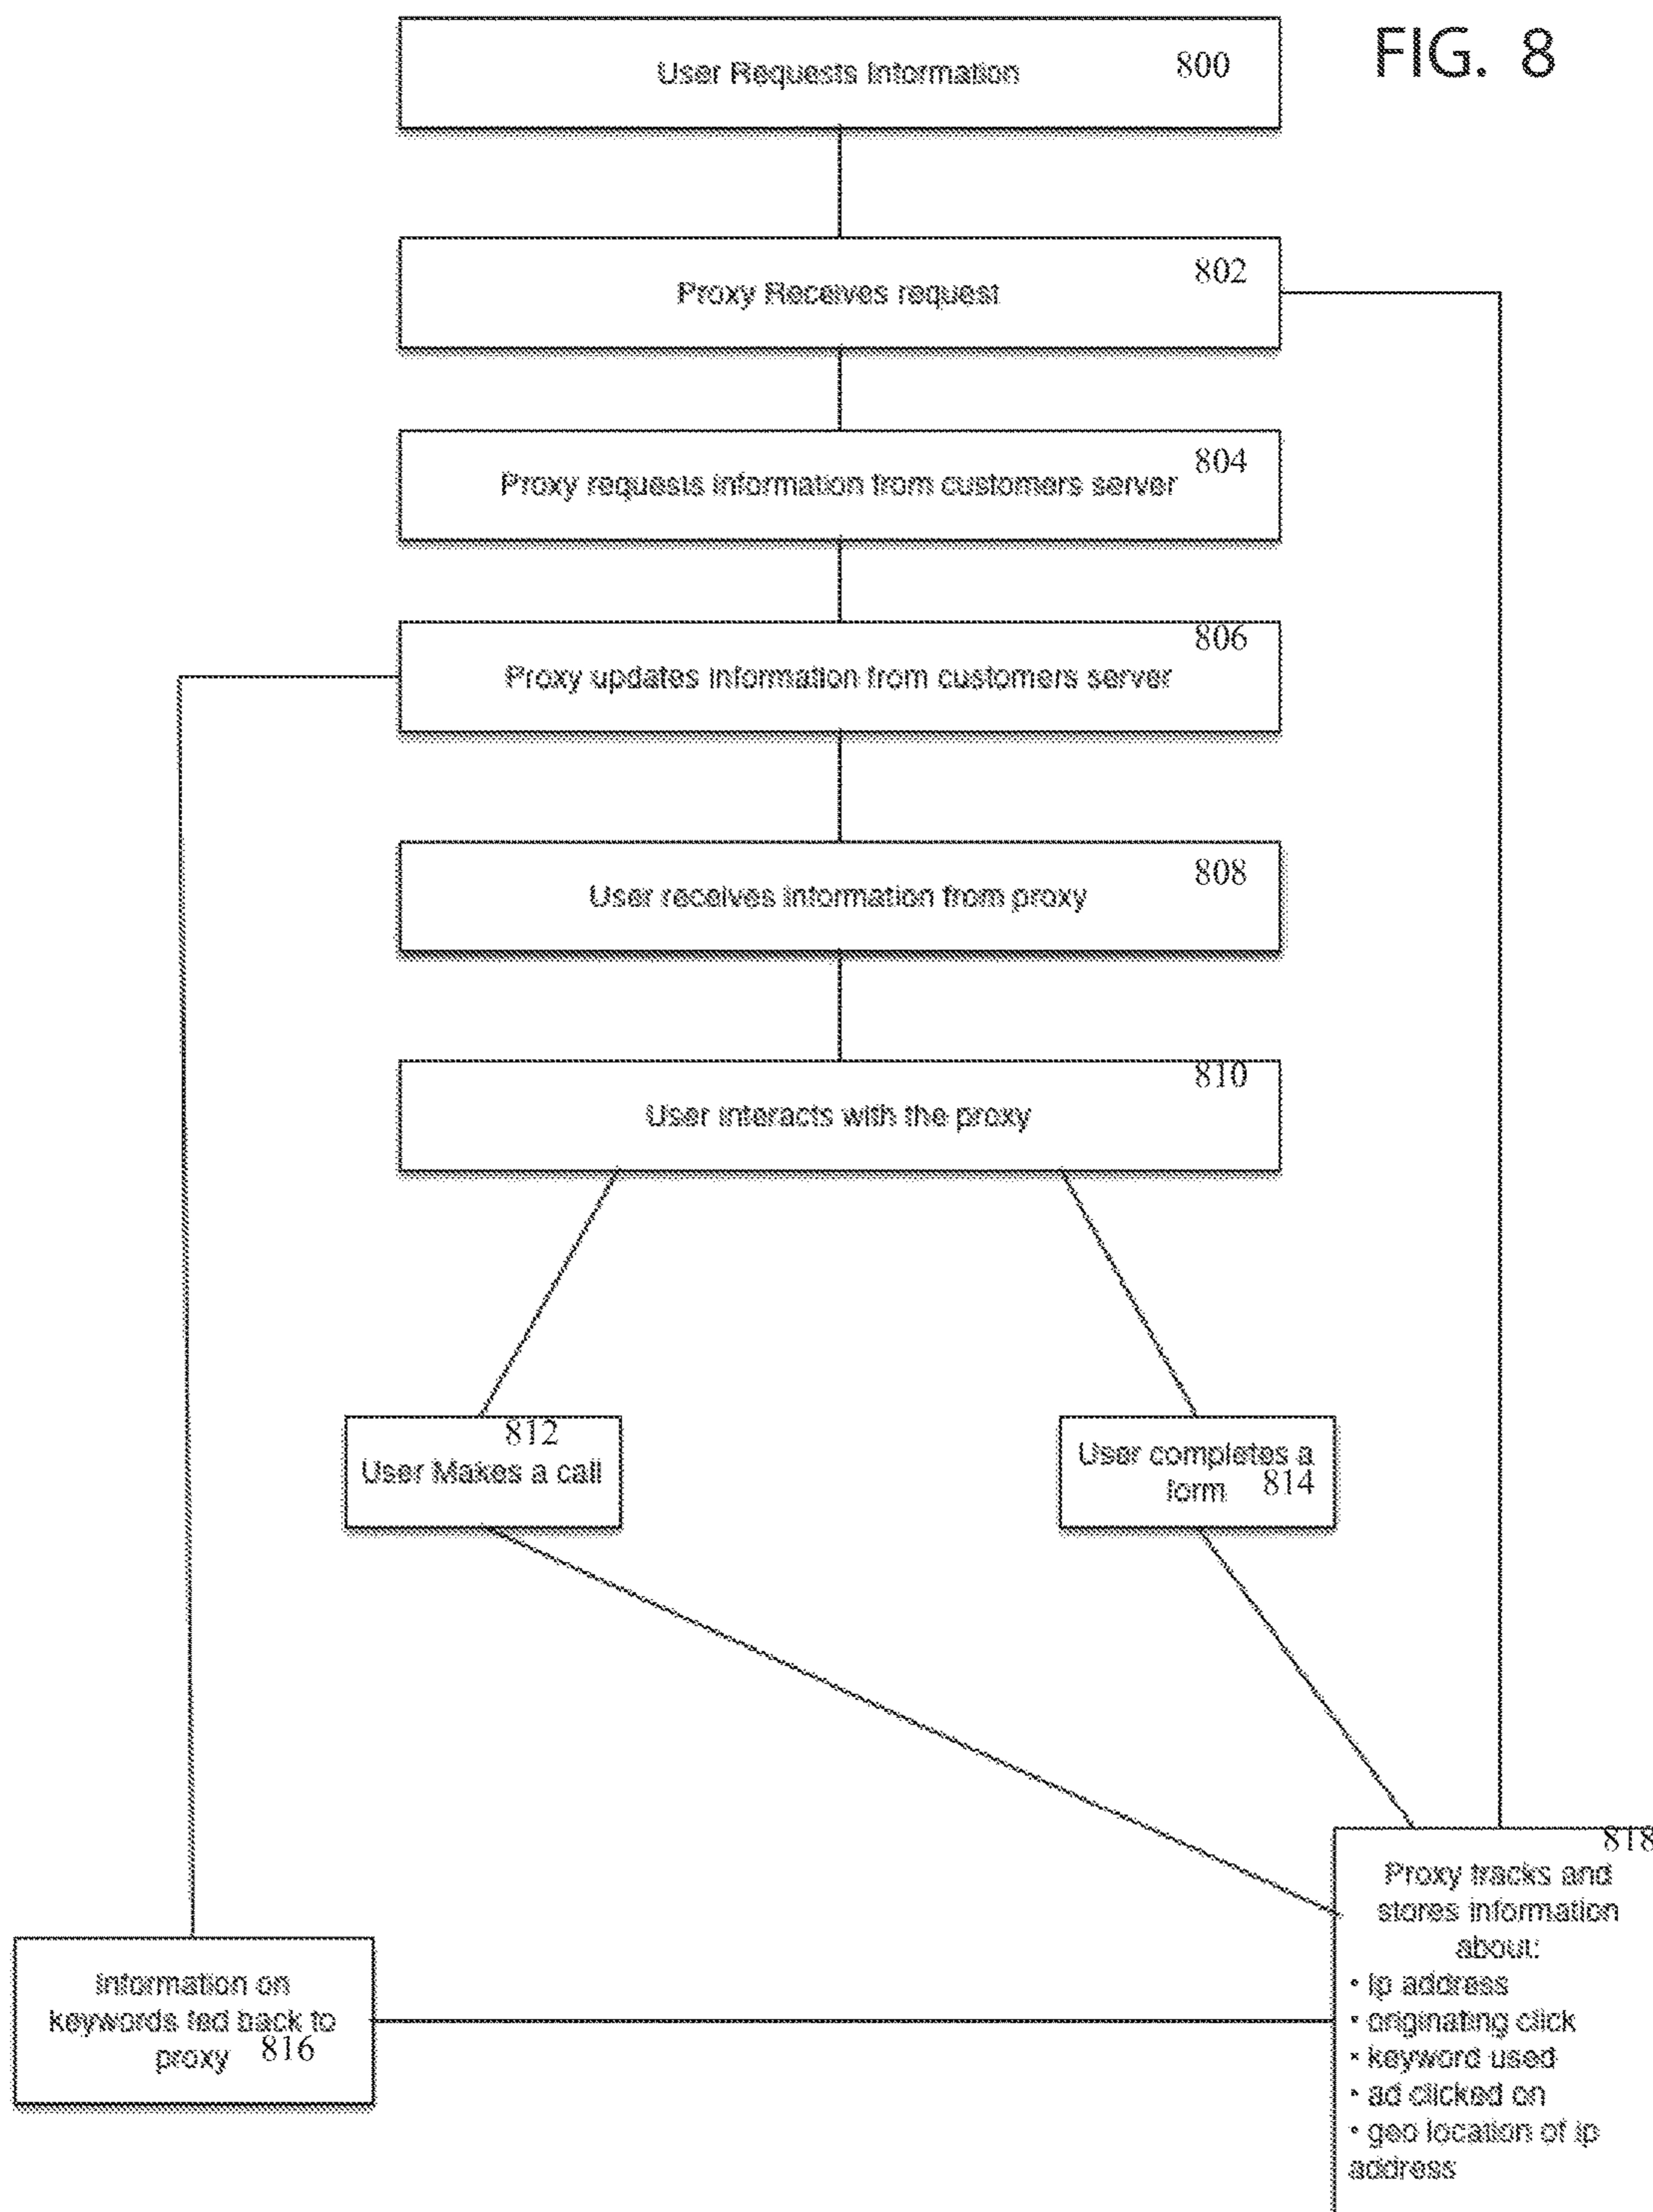 FIG. 8
User Requests Information 800
802
Proxy Receives request
804
Proxy requests information from customers server
806
Proxy updates information from customers server
808
User receives information from proxy
810
User interacts with the proxy
812
User Makes a call
User completes a
form 814
818
Proxy tracks and
stores information
about:
• ip address
• originating click
• keyword used
• ad clicked on
• geo location of ip
address
Information on
keywords fed back to
proxy 816